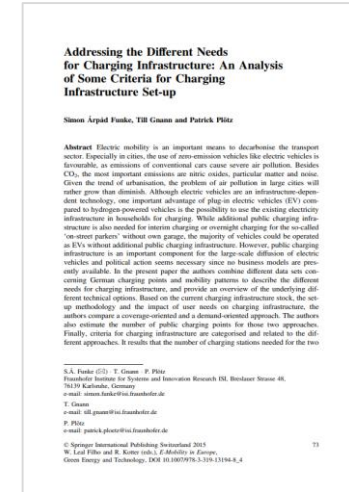 Addressing the Different Needs
for Charging Infrastructure: An Analysis
of Some Criteria for Charging
Infrastructure Set-up
Simon Árpád Funke, Till Gnann and Patrick Plötz
Abstract Electric mobility is an important means to decarbonise the transport
sector. Especially in cities, the use of zero-emission vehicles like electric vehicles is
favourable, as emissions of conventional cars cause severe air pollution. Besides
CO₂, the most important emissions are nitric oxides, particular matter and noise.
Given the trend of urbanisation, the problem of air pollution in large cities will
rather grow than diminish. Although electric vehicles are an infrastructure-depen-
dent technology, one important advantage of plug-in electric vehicles (EV) com-
pared to hydrogen-powered vehicles is the possibility to use the existing electricity
infrastructure in households for charging. While additional public charging infra-
structure is also needed for interim charging or overnight charging for the so-called
'on-street parkers' without own garage, the majority of vehicles could be operated
as EVs without additional public charging infrastructure. However, public charging
infrastructure is an important component for the large-scale diffusion of electric
vehicles and political action seems necessary since no business models are pres-
ently available. In the present paper the authors combine different data sets con-
cerning German charging points and mobility patterns to describe the different
needs for charging infrastructure, and provide an overview of the underlying dif-
ferent technical options. Based on the current charging infrastructure stock, the set-
up methodology and the impact of user needs on charging infrastructure, the
authors compare a coverage-oriented and a demand-oriented approach. The authors
also estimate the number of public charging points for those two approaches.
Finally, criteria for charging infrastructure are categorised and related to the dif-
ferent approaches. It results that the number of charging stations needed for the two
S.Á. Funke (✉) · T. Gnann · P. Plötz
Fraunhofer Institute for Systems and Innovation Research ISI, Breslauer Strasse 48,
76139 Karlsruhe, Germany
e-mail: simon.funke@isi.fraunhofer.de
T. Gnann
e-mail: till.gnann@isi.fraunhofer.de
P. Plötz
e-mail: patrick.ploetz@isi.fraunhofer.de
© Springer International Publishing Switzerland 2015 73
W. Leal Filho and R. Kotter (eds.), E-Mobility in Europe,
Green Energy and Technology, DOI 10.1007/978-3-319-13194-8_4